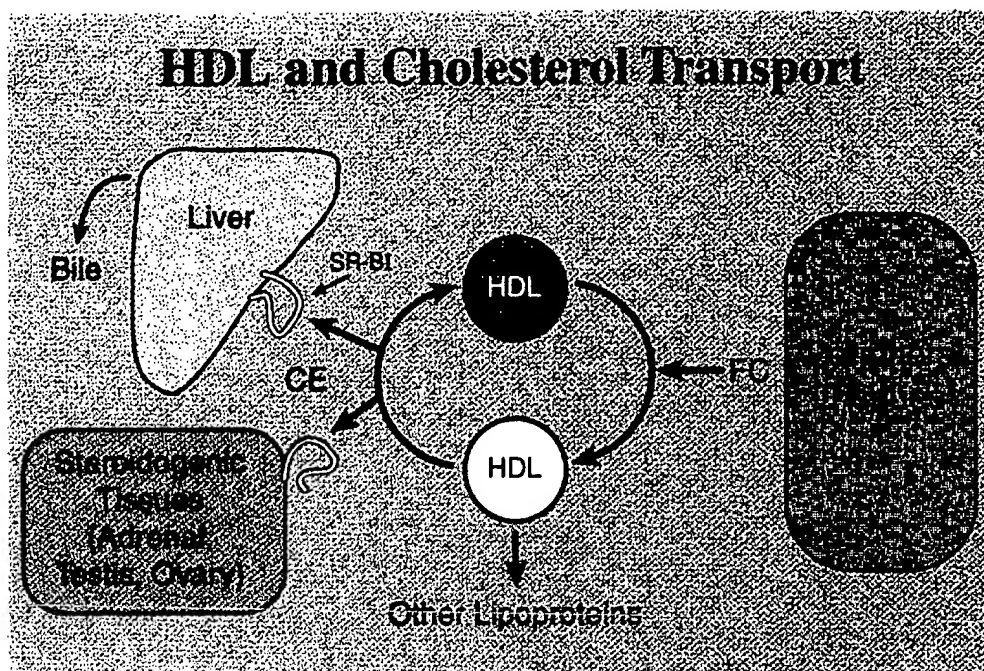 HDL and Cholesterol Transport
Liver
Bile
SR-BI
HDL
CE
FC
HDL
Steroidogenic
Tissues
(Adrenal,
Testis, Ovary)
Other Lipoproteins